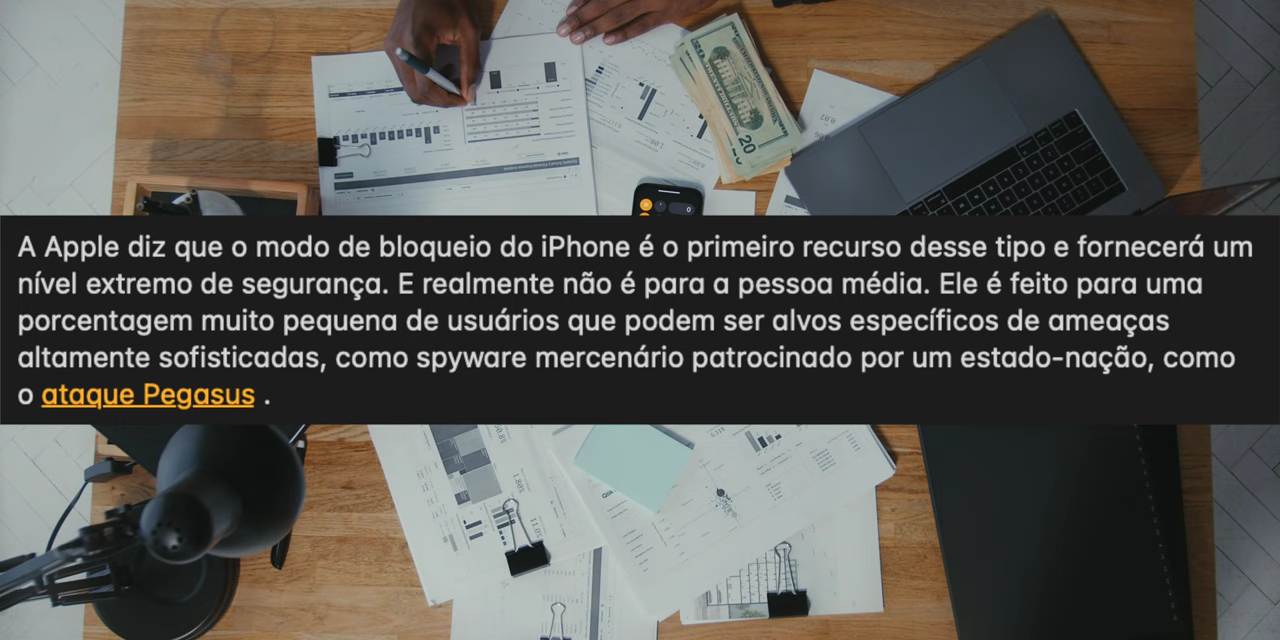 20
A Apple diz que o modo de bloqueio do iPhone é o primeiro recurso desse tipo e fornecerá um
nível extremo de segurança. E realmente não é para a pessoa média. Ele é feito para uma
porcentagem muito pequena de usuários que podem ser alvos específicos de ameaças
altamente sofisticadas, como spyware mercenário patrocinado por um estado-nação, como
o ataque Pegasus .